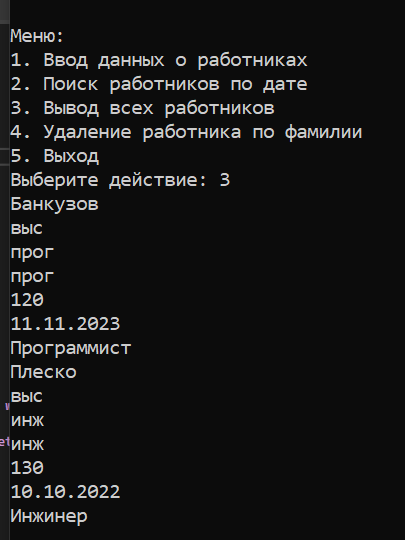 Меню:
1. Ввод данных о работниках
2. Поиск работников по дате
3. Вывод всех работников
4. Удаление работника по фамилии
5. Выход
Выберите действие: 3
Банкузов
выс
прог
прог
120
11.11.2023
Программист
Плеско
выс
инж
инж
130
10.10.2022
Инжинер